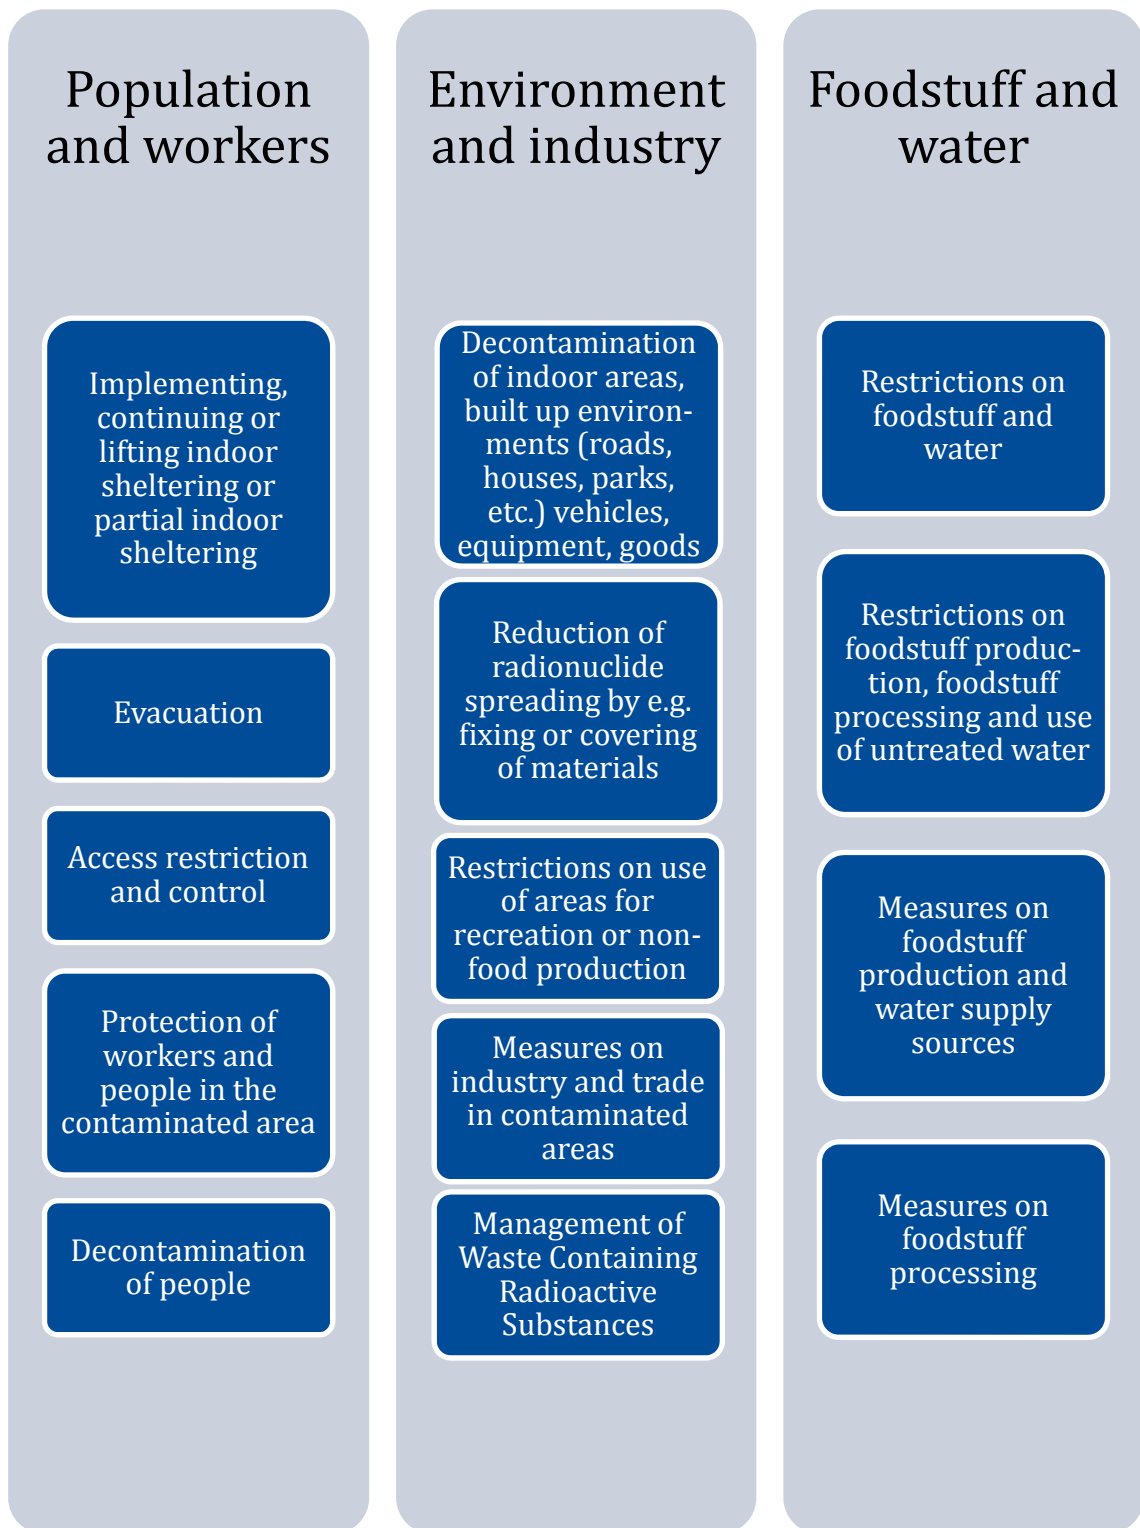 Population
and workers
Implementing,
continuing or
lifting indoor
sheltering or
partial indoor
sheltering
Evacuation
Access restriction
and control
Protection of
workers and
people in the
contaminated area
Decontamination
of people
Environment
and industry
Decontamination
of indoor areas,
built up environ-
ments (roads,
houses, parks,
etc.) vehicles,
equipment, goods
Reduction of
radionuclide
spreading by e.g.
fixing or covering
of materials
Restrictions on use
of areas for
recreation or non-
food production
Measures on
industry and trade
in contaminated
areas
Management of
Waste Containing
Radioactive
Substances
Foodstuff and
water
Restrictions on
foodstuff and
water
Restrictions on
foodstuff produc-
tion, foodstuff
processing and use
of untreated water
Measures on
foodstuff
production and
water supply
sources
Measures on
foodstuff
processing